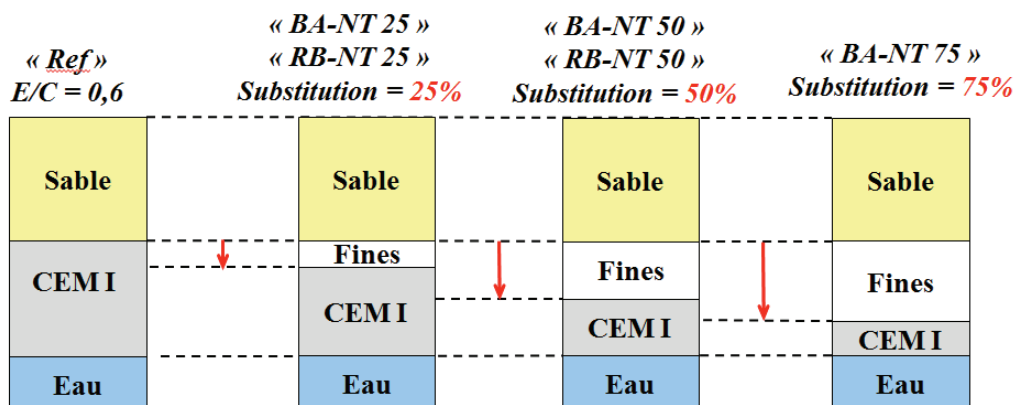 « Ref »
E/C = 0,6
« BA-NT 25 »
« RB-NT 25 »
Substitution = 25%
« BA-NT 50 »
« RB-NT 50 »
Substitution = 50%
« BA-NT 75 »
Substitution = 75%
Sable
CEM I
Eau
Sable
Fines
CEM I
Eau
Sable
Fines
CEM I
Eau
Sable
Fines
CEM I
Eau